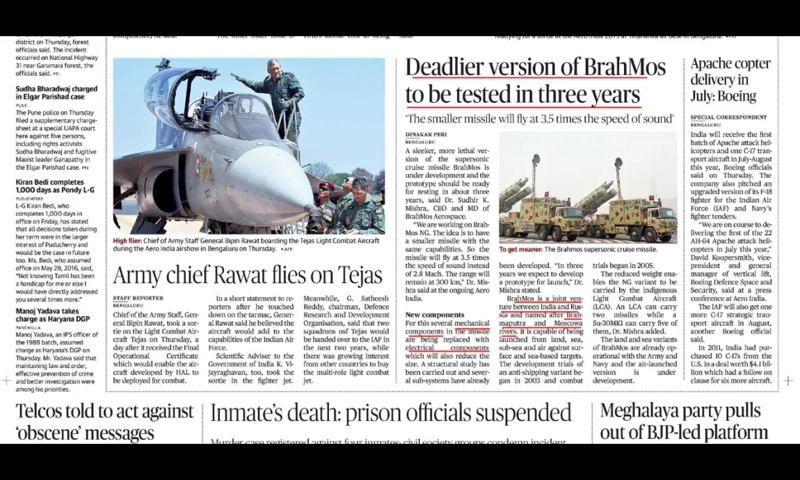 competence, he said.
district on Thursday, forest
officials said. The incident
occurred on National Highway
31 near Garumara forest, the
officials said. PTI
Sudha Bharadwaj charged
in Elgar Parishad case
PUNE
The Pune police on Thursday
filed a supplementary charge-
sheet at a special UAPA court
here against five persons,
including rights activists
Sudha Bharadwaj and fugitive
Maoist leader Ganapathy in
the Elgar Parishad case.
Kiran Bedi completes
1,000 days as Pondy L-G
PUDUCHERRY
L-G Kiran Bedi, who
completes 1,000 days in
office on Friday, has stated
that all decisions taken during
her term were in the larger
interest of Puducherry and
would be the case in future
too. Ms. Bedi, who assumed
office on May 29, 2016, said,
"Not knowing Tamil has been
a handicap for me or else I
would have directly addressed
you several times more."
Manoj Yadava takes
charge as Haryana DGP
PANCHKULA
Manoj Yadava, an IPS officer of
the 1988 batch, assumed
charge as Haryana's DGP on
Thursday. Mr. Yadava said that
maintaining law and order,
effective prevention of crime
and better investigation were
among his priorities.
High flier: Chief of Army Staff General Bipin Rawat boarding the Tejas Light Combat Aircraft
during the Aero India airshow in Bengaluru on Thursday. • AFP
Army chief Rawat flies on Tejas
STAFF REPORTER
BENGALURU
Chief of the Army Staff, Gen-
eral Bipin Rawat, took a sor-
tie on the Light Combat Air-
craft Tejas on Thursday, a
day after it received the Final
Operational Certificate
which would enable the air-
craft developed by HAL to
be deployed for combat.
In a short statement to re-
porters after he touched
down on the tarmac, Gener-
al Rawat said he believed the
aircraft would add to the
capabilities of the Indian Air
Force.
Scientific Adviser to the
Government of India K. Vi-
jayraghavan, too, took the
sortie in the fighter jet.
Meanwhile, G. Satheesh
Reddy, chairman, Defence
Research and Development
Organisation, said that two
squadrons of Tejas would
be handed over to the IAF in
the next two years, while
there was growing interest
from other countries to buy
the multi-role light combat
jet.
Deadlier version of BrahMos
to be tested in three years
'The smaller missile will fly at 3.5 times the speed of sound'
DINAKAR PERI
BENGALURU
A sleeker, more lethal ver-
sion of the supersonic
cruise missile BrahMos is
under development and the
prototype should be ready
for testing in about three
years, said Dr. Sudhir K.
Mishra, CEO and MD of
BrahMos Aerospace.
"We are working on Brah-
Mos NG. The idea is to have
a smaller missile with the
same capabilities. So the
missile will fly at 3.5 times
the speed of sound instead
of 2.8 Mach. The range will
remain at 300 km," Dr. Mis-
hra said at the ongoing Aero
India.
New components
For this several mechanical
components in the missile
are being replaced with
electrical components
which will also reduce the
size. A structural study has
been carried out and sever-
al sub-systems have already
To get meaner: The Brahmos supersonic cruise missile.
been developed. "In three
years we expect to develop
a prototype for launch," Dr.
Mishra stated.
BrahMos is a joint ven-
ture between India and Rus-
sia and named after Brah-
maputra and Moscowa
rivers. It is capable of being
launched from land, sea,
sub-sea and air against sur-
face and sea-based targets.
The development trials of
an anti-shipping variant be-
gan in 2003 and combat
trials began in 2005.
The reduced weight ena-
bles the NG variant to be
carried by the indigenous
Light Combat Aircraft
(LCA). An LCA can carry
two missiles while a
Su-30MKI can carry five of
them, Dr. Mishra added.
The land and sea variants
of BrahMos are already op-
erational with the Army and
Navy and the air-launched
version is under
development.
Apache copter
delivery in
July: Boeing
SPECIAL CORRESPONDENT
BENGALURU
India will receive the first
batch of Apache attack hel-
icopters and one C-17 trans-
port aircraft in July-August
this year, Boeing officials
said on Thursday. The
company also pitched an
upgraded version of its F-18
fighter for the Indian Air
Force (IAF) and Navy's
fighter tenders.
"We are on course to de-
livering the first of the 22
AH-64 Apache attack heli-
copters in July this year,"
David Koopersmith, vice-
president and general
manager of vertical lift,
Boeing Defence Space and
Security, said at a press
conference at Aero India.
The IAF will also get one
more C-17 strategic trans-
port aircraft in August,
another Boeing official
said.
In 2011, India had pur-
chased 10 C-17s from the
U.S. in a deal worth $4.1 bil-
lion which had a follow on
clause for six more aircraft.
Telcos told to act against
'obscene' messages
Inmate's death: prison officials suspended
Murder case registered against four inmates; civil society groups condemn incident
Meghalaya party pulls
out of BJP-led platform